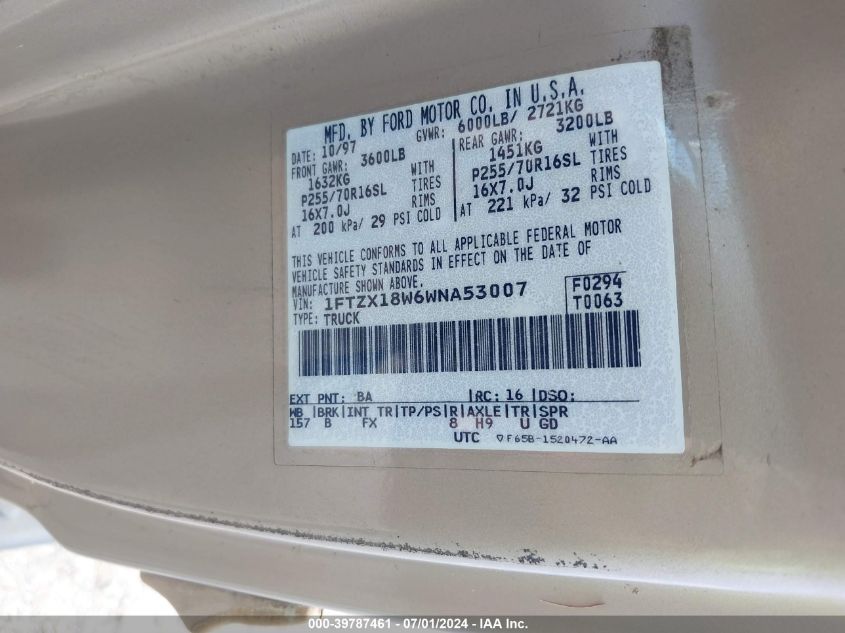 MFD. BY FORD MOTOR CO. IN U.S.A.
DATE: 10/97 GVWR: 6000LB/ 2721KG
FRONT GAWR: 3600LB REAR GAWR: 3200LB
1632KG WITH 1451KG WITH
P255/70R16SL TIRES P255/70R16SL TIRES
16X7.0J RIMS 16X7.0J RIMS
AT 200 kPa/ 29 PSI COLD AT 221 kPa/ 32 PSI COLD
THIS VEHICLE CONFORMS TO ALL APPLICABLE FEDERAL MOTOR
VEHICLE SAFETY STANDARDS IN EFFECT ON THE DATE OF
MANUFACTURE SHOWN ABOVE.
VIN: 1FTZX18W6WNA53007 F0294
TYPE: TRUCK T0063
EXT PNT: BA RC: 16 DSO:
WB BRK INT TR TP/PS R AXLE TR SPR
157 B FX 8 H9 U GD
UTC F65B-1520472-AA
000-39787461 - 07/01/2024 - IAA Inc.